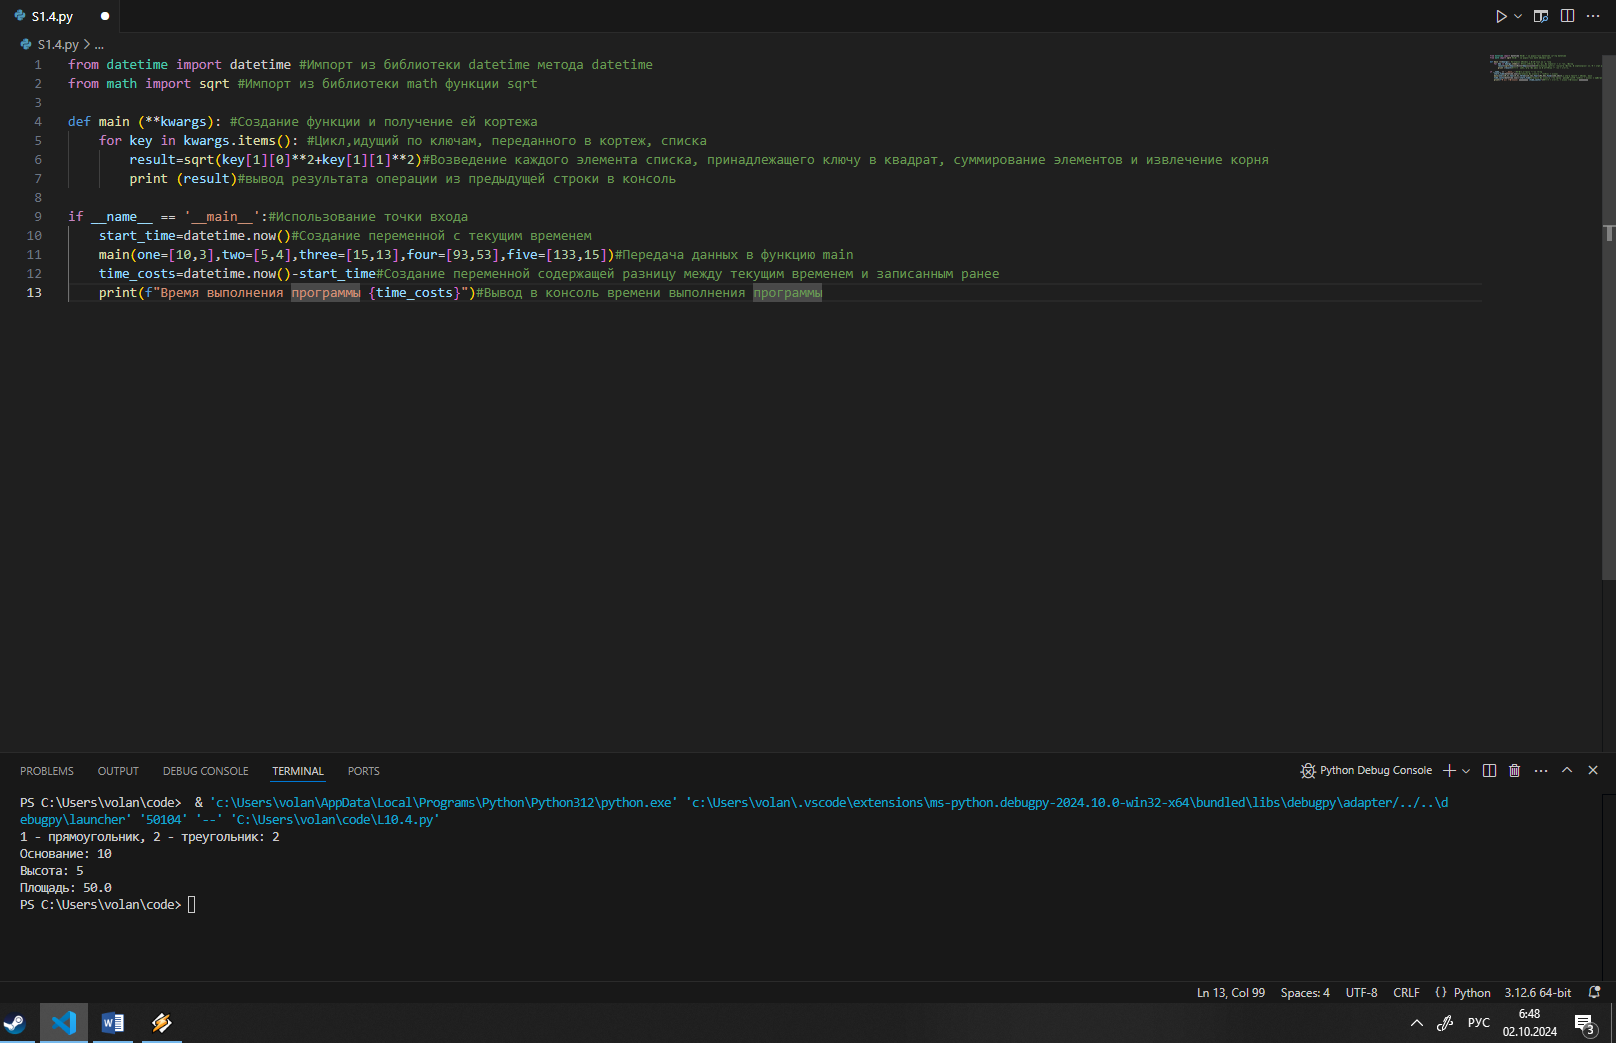 S1.4.py
S1.4.py > ...
1 from datetime import datetime #Импорт из библиотеки datetime метода datetime
2 from math import sqrt #Импорт из библиотеки math функции sqrt
3
4 def main (**kwargs): #Создание функции и получение ей кортежа
5 for key in kwargs.items(): #Цикл,идущий по ключам, переданного в кортеж, списка
6 result=sqrt(key[1][0]**2+key[1][1]**2)#Возведение каждого элемента списка, принадлежащего ключу в квадрат, суммирование элементов и извлечение корня
7 print (result)#вывод результата операции из предыдущей строки в консоль
8
9 if __name__ == '__main__':#Использование точки входа
10 start_time=datetime.now()#Создание переменной с текущим временем
11 main(one=[10,3],two=[5,4],three=[15,13],four=[93,53],five=[133,15])#Передача данных в функцию main
12 time_costs=datetime.now()-start_time#Создание переменной содержащей разницу между текущим временем и записанным ранее
13 print(f"Время выполнения программы {time_costs}")#Вывод в консоль времени выполнения программы
PROBLEMS OUTPUT DEBUG CONSOLE TERMINAL PORTS
Python Debug Console
PS C:\Users\volan\code>  & 'c:\Users\volan\AppData\Local\Programs\Python\Python312\python.exe' 'c:\Users\volan\.vscode\extensions\ms-python.debugpy-2024.10.0-win32-x64\bundled\libs\debugpy\adapter/../..\d
ebugpy\launcher' '50104' '--' 'C:\Users\volan\code\L10.4.py'
1 - прямоугольник, 2 - треугольник: 2
Основание: 10
Высота: 5
Площадь: 50.0
PS C:\Users\volan\code>
Ln 13, Col 99 Spaces: 4 UTF-8 CRLF {} Python 3.12.6 64-bit
РУС
6:48
02.10.2024
3